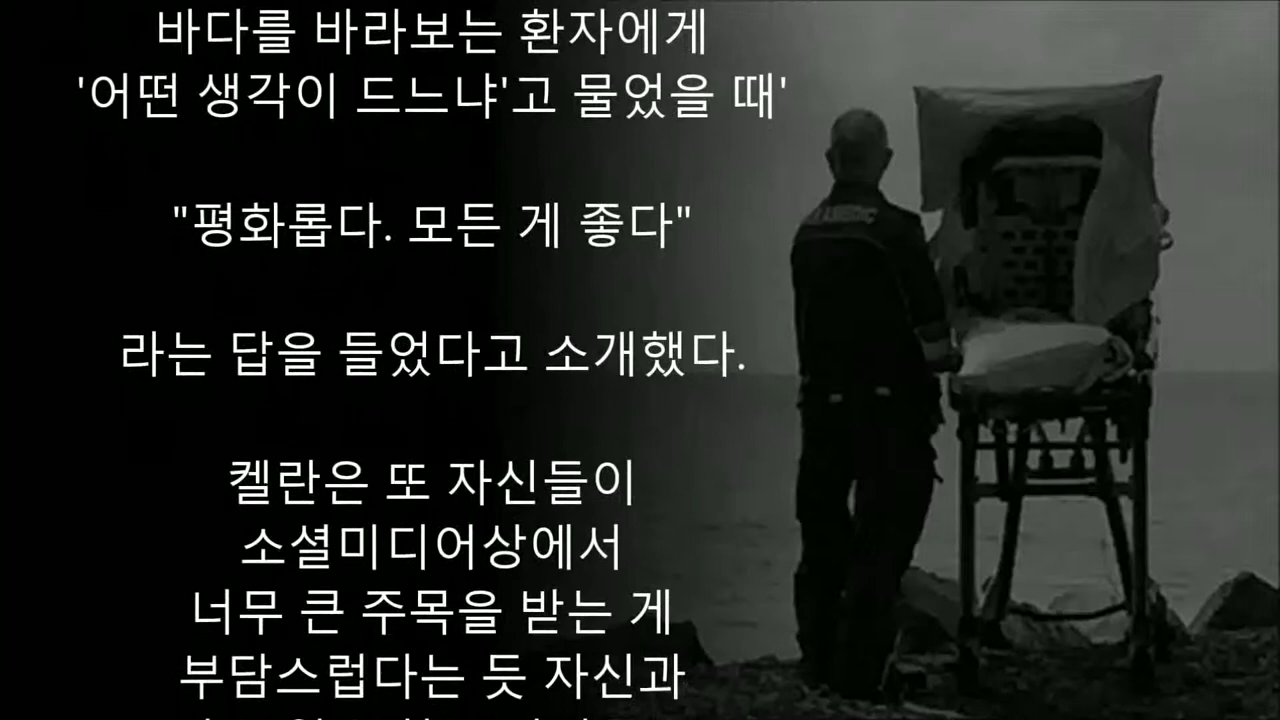 바다를 바라보는 환자에게
'어떤 생각이 드느냐'고 물었을 때'
"평화롭다. 모든 게 좋다"
라는 답을 들었다고 소개했다.
켈란은 또 자신들이
소셜미디어상에서
너무 큰 주목을 받는 게
부담스럽다는 듯 자신과